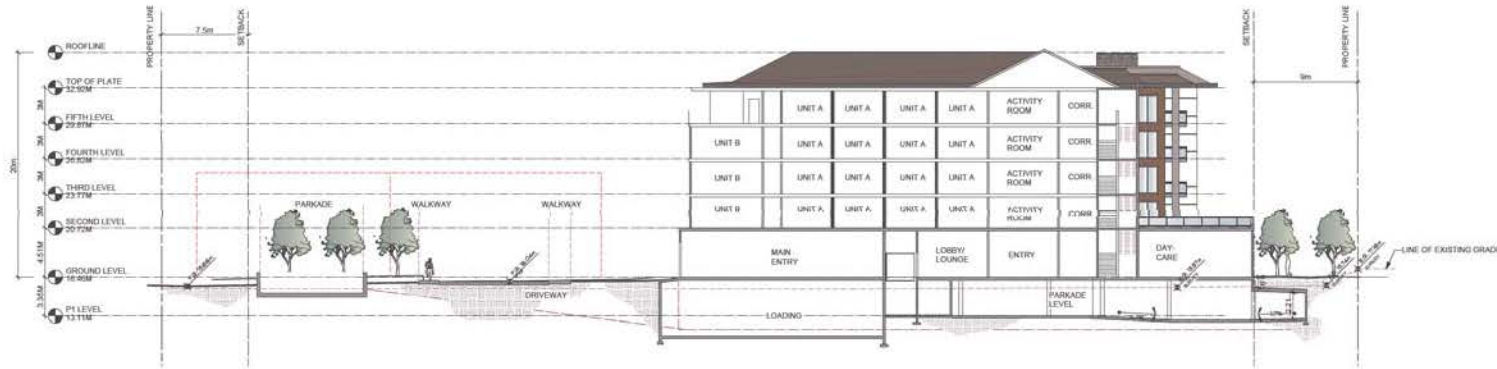 PROPERTY LINE
7.5m
SETBACK
SETBACK
9m
PROPERTY LINE
ROOFLINE
TOP OF PLATE
32.92M
3M
UNIT A UNIT A UNIT A UNIT A ACTIVITY ROOM CORR.
FIFTH LEVEL
29.87M
3M
UNIT B UNIT A UNIT A UNIT A UNIT A ACTIVITY ROOM CORR.
FOURTH LEVEL
26.82M
20m
3M
UNIT B UNIT A UNIT A UNIT A UNIT A ACTIVITY ROOM CORR.
THIRD LEVEL
23.77M
3M
PARKADE WALKWAY WALKWAY
UNIT B UNIT A UNIT A UNIT A UNIT A ACTIVITY ROOM CORR.
SECOND LEVEL
20.72M
4.51M
MAIN ENTRY
LOBBY/ LOUNGE
ENTRY
DAY-CARE
LINE OF EXISTING GRADE
GROUND LEVEL
16.46M
3.35M
DRIVEWAY
PARKADE LEVEL
P1 LEVEL
13.11M
LOADING